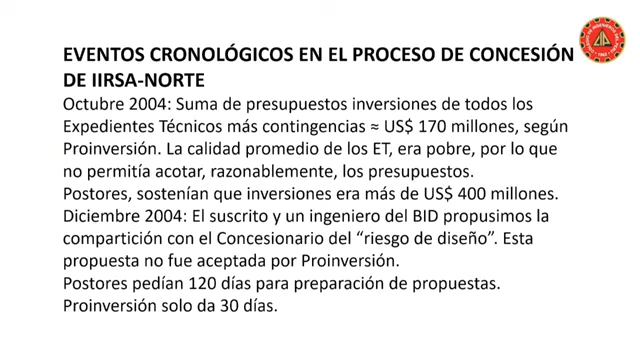 EVENTOS CRONOLÓGICOS EN EL PROCESO DE CONCESIÓN
DE IIRSA-NORTE
Octubre 2004: Suma de presupuestos inversiones de todos los
Expedientes Técnicos más contingencias ≈ US$ 170 millones, según
Proinversión. La calidad promedio de los ET, era pobre, por lo que
no permitía acotar, razonablemente, los presupuestos.
Postores, sostenían que inversiones era más de US$ 400 millones.
Diciembre 2004: El suscrito y un ingeniero del BID propusimos la
compartición con el Concesionario del “riesgo de diseño”. Esta
propuesta no fue aceptada por Proinversión.
Postores pedían 120 días para preparación de propuestas.
Proinversión solo da 30 días.